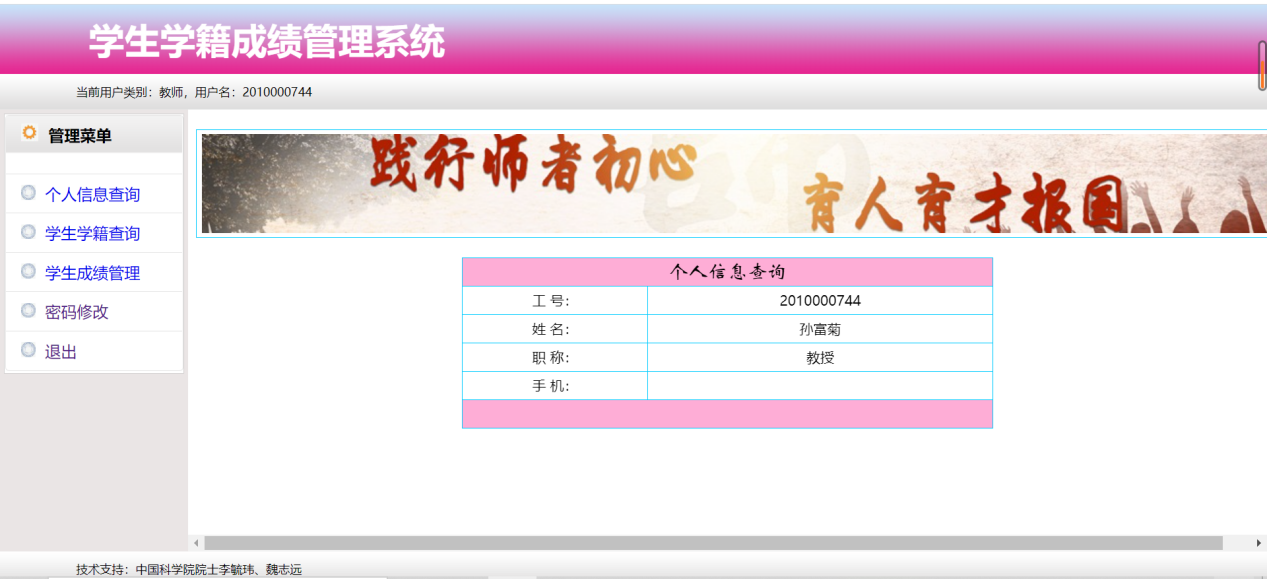 学生学籍成绩管理系统
当前用户类别：教师，用户名：2010000744
管理菜单
个人信息查询
学生学籍查询
学生成绩管理
密码修改
退出
践行师者初心
育人育才报国
个人信息查询
工 号： 2010000744
姓 名： 孙富菊
职 称： 教授
手 机：
技术支持：中国科学院院士李毓玮、魏志远